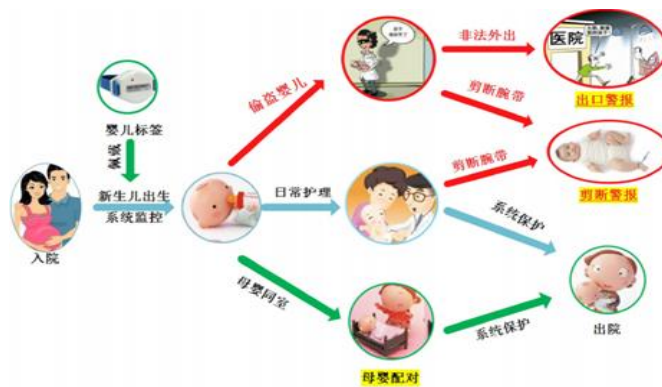 非法外出
医院
出口警报
偷盗婴儿
剪断腕带
婴儿标签
佩戴
新生儿出生
系统监控
入院
日常护理
剪断腕带
剪断警报
系统保护
母婴同室
母婴配对
系统保护
出院